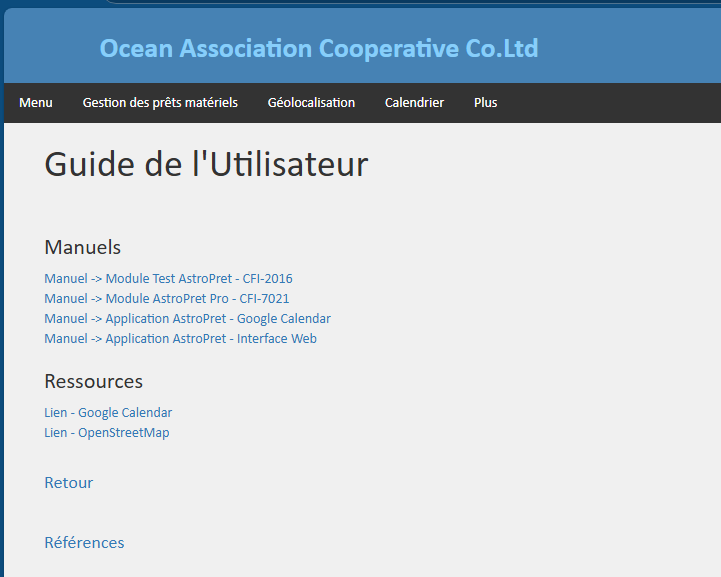 Ocean Association Cooperative Co.Ltd
Menu Gestion des prêts matériels Géolocalisation Calendrier Plus
Guide de l'Utilisateur
Manuels
Manuel -> Module Test AstroPret - CFI-2016
Manuel -> Module AstroPret Pro - CFI-7021
Manuel -> Application AstroPret - Google Calendar
Manuel -> Application AstroPret - Interface Web
Ressources
Lien - Google Calendar
Lien - OpenStreetMap
Retour
Références